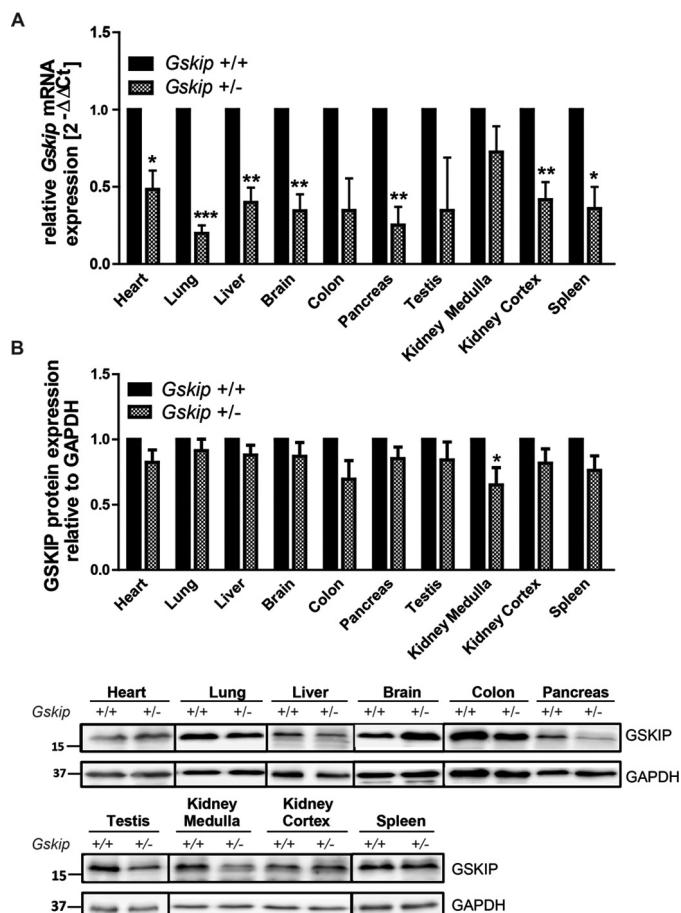 A
relative Gskip mRNA
expression [2^-ΔΔCt]
1.5
1.0
0.5
0.0
Gskip +/+
Gskip +/-
* *** ** ** ** ** *
Heart Lung Liver Brain Colon Pancreas Testis Kidney Medulla Kidney Cortex Spleen
B
GSKIP protein expression
relative to GAPDH
1.5
1.0
0.5
0.0
Gskip +/+
Gskip +/-
*
Heart Lung Liver Brain Colon Pancreas Testis Kidney Medulla Kidney Cortex Spleen
Heart Lung Liver Brain Colon Pancreas
Gskip +/+ +/- +/+ +/- +/+ +/- +/+ +/- +/+ +/- +/+ +/-
15 GSKIP
37 GAPDH
Testis Kidney Medulla Kidney Cortex Spleen
Gskip +/+ +/- +/+ +/- +/+ +/- +/+ +/-
15 GSKIP
37 GAPDH